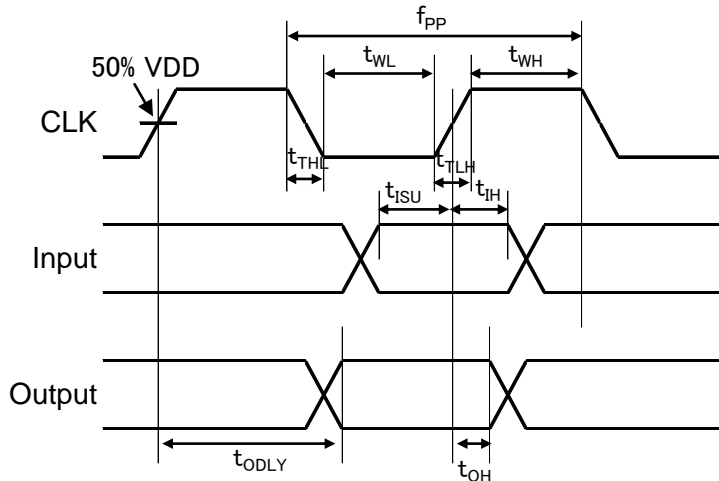 f_PP
t_WL
t_WH
50% VDD
CLK
t_THL
t_TLH
t_ISU
t_IH
Input
Output
t_ODLY
t_OH